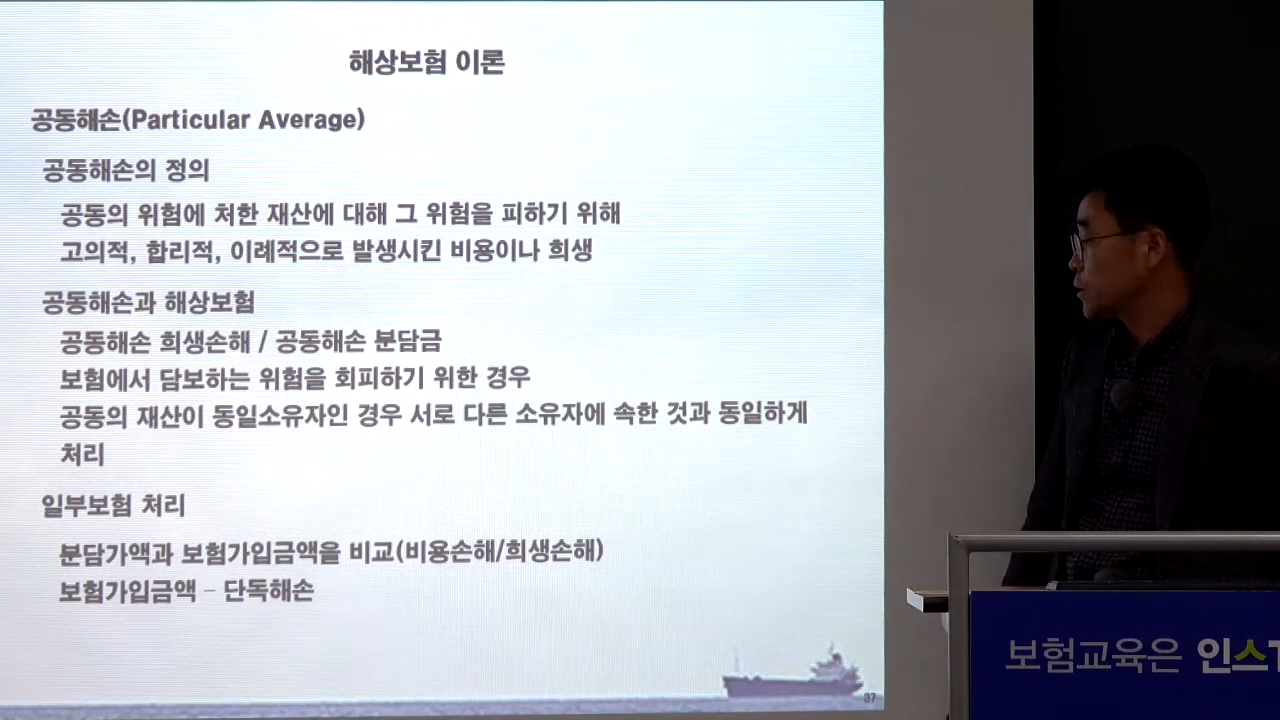 해상보험 이론
공동해손(Particular Average)
공동해손의 정의
공동의 위험에 처한 재산에 대해 그 위험을 피하기 위해
고의적, 합리적, 이례적으로 발생시킨 비용이나 희생
공동해손과 해상보험
공동해손 희생손해 / 공동해손 분담금
보험에서 담보하는 위험을 회피하기 위한 경우
공동의 재산이 동일소유자인 경우 서로 다른 소유자에 속한 것과 동일하게
처리
일부보험 처리
분담가액과 보험가입금액을 비교(비용손해/희생손해)
보험가입금액 – 단독해손
37
보험교육은 인스